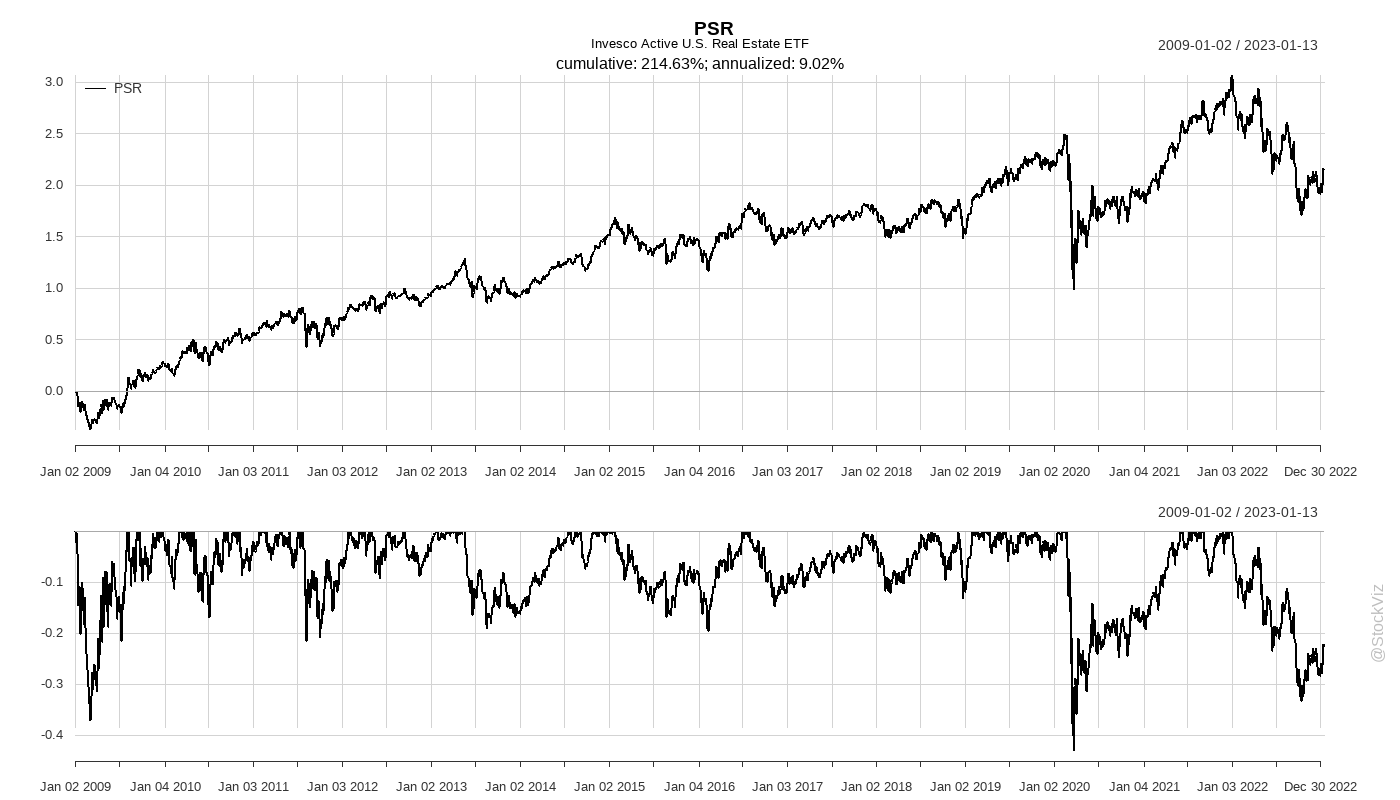 PSR
Invesco Active U.S. Real Estate ETF
cumulative: 214.63%; annualized: 9.02%
2009-01-02 / 2023-01-13
PSR
3.0
2.5
2.0
1.5
1.0
0.5
0.0
Jan 02 2009 Jan 04 2010 Jan 03 2011 Jan 03 2012 Jan 02 2013 Jan 02 2014 Jan 02 2015 Jan 04 2016 Jan 03 2017 Jan 02 2018 Jan 02 2019 Jan 02 2020 Jan 04 2021 Jan 03 2022 Dec 30 2022
2009-01-02 / 2023-01-13
-0.1
-0.2
-0.3
-0.4
Jan 02 2009 Jan 04 2010 Jan 03 2011 Jan 03 2012 Jan 02 2013 Jan 02 2014 Jan 02 2015 Jan 04 2016 Jan 03 2017 Jan 02 2018 Jan 02 2019 Jan 02 2020 Jan 04 2021 Jan 03 2022 Dec 30 2022
@StockViz